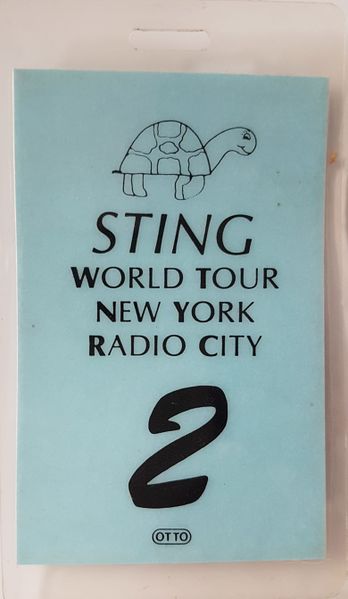 STING
WORLD TOUR
NEW YORK
RADIO CITY
2
OTTO